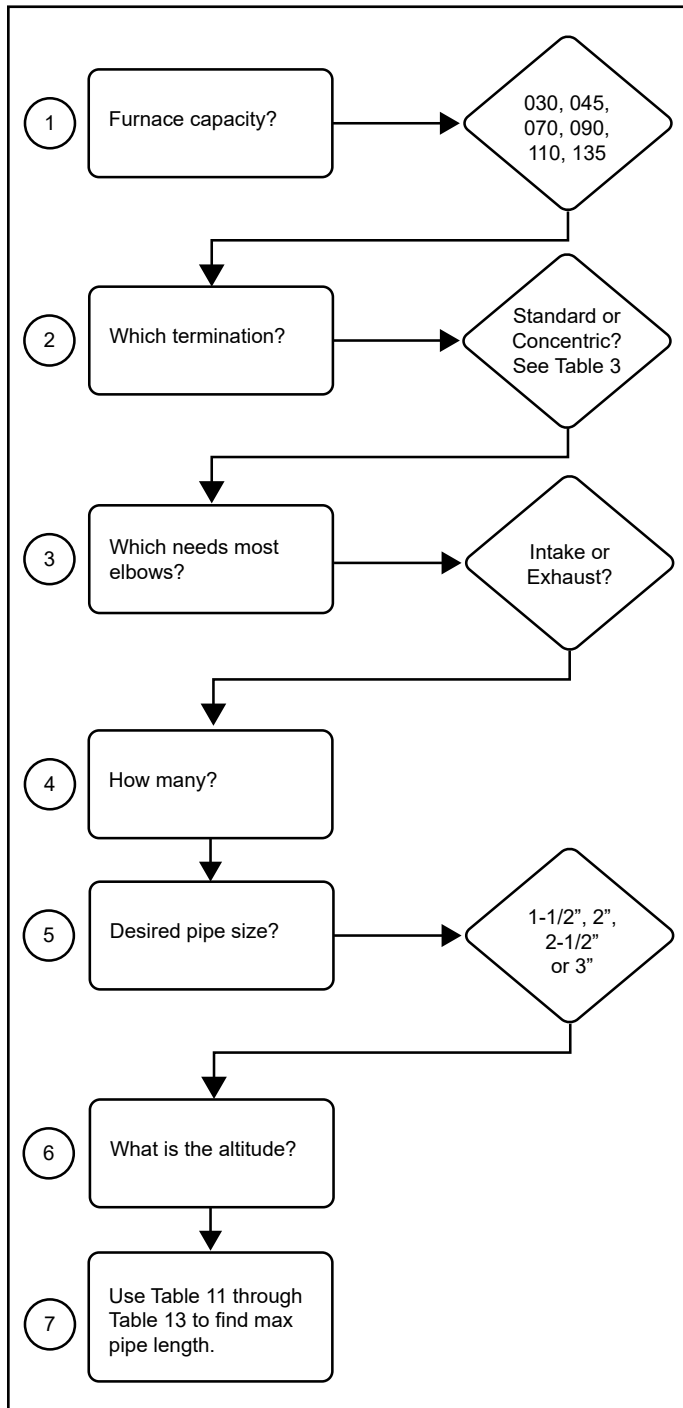 1
Furnace capacity?
030, 045,
070, 090,
110, 135
2
Which termination?
Standard or
Concentric?
See Table 3
3
Which needs most
elbows?
Intake or
Exhaust?
4
How many?
5
Desired pipe size?
1-1/2”, 2”,
2-1/2”
or 3”
6
What is the altitude?
7
Use Table 11 through
Table 13 to find max
pipe length.